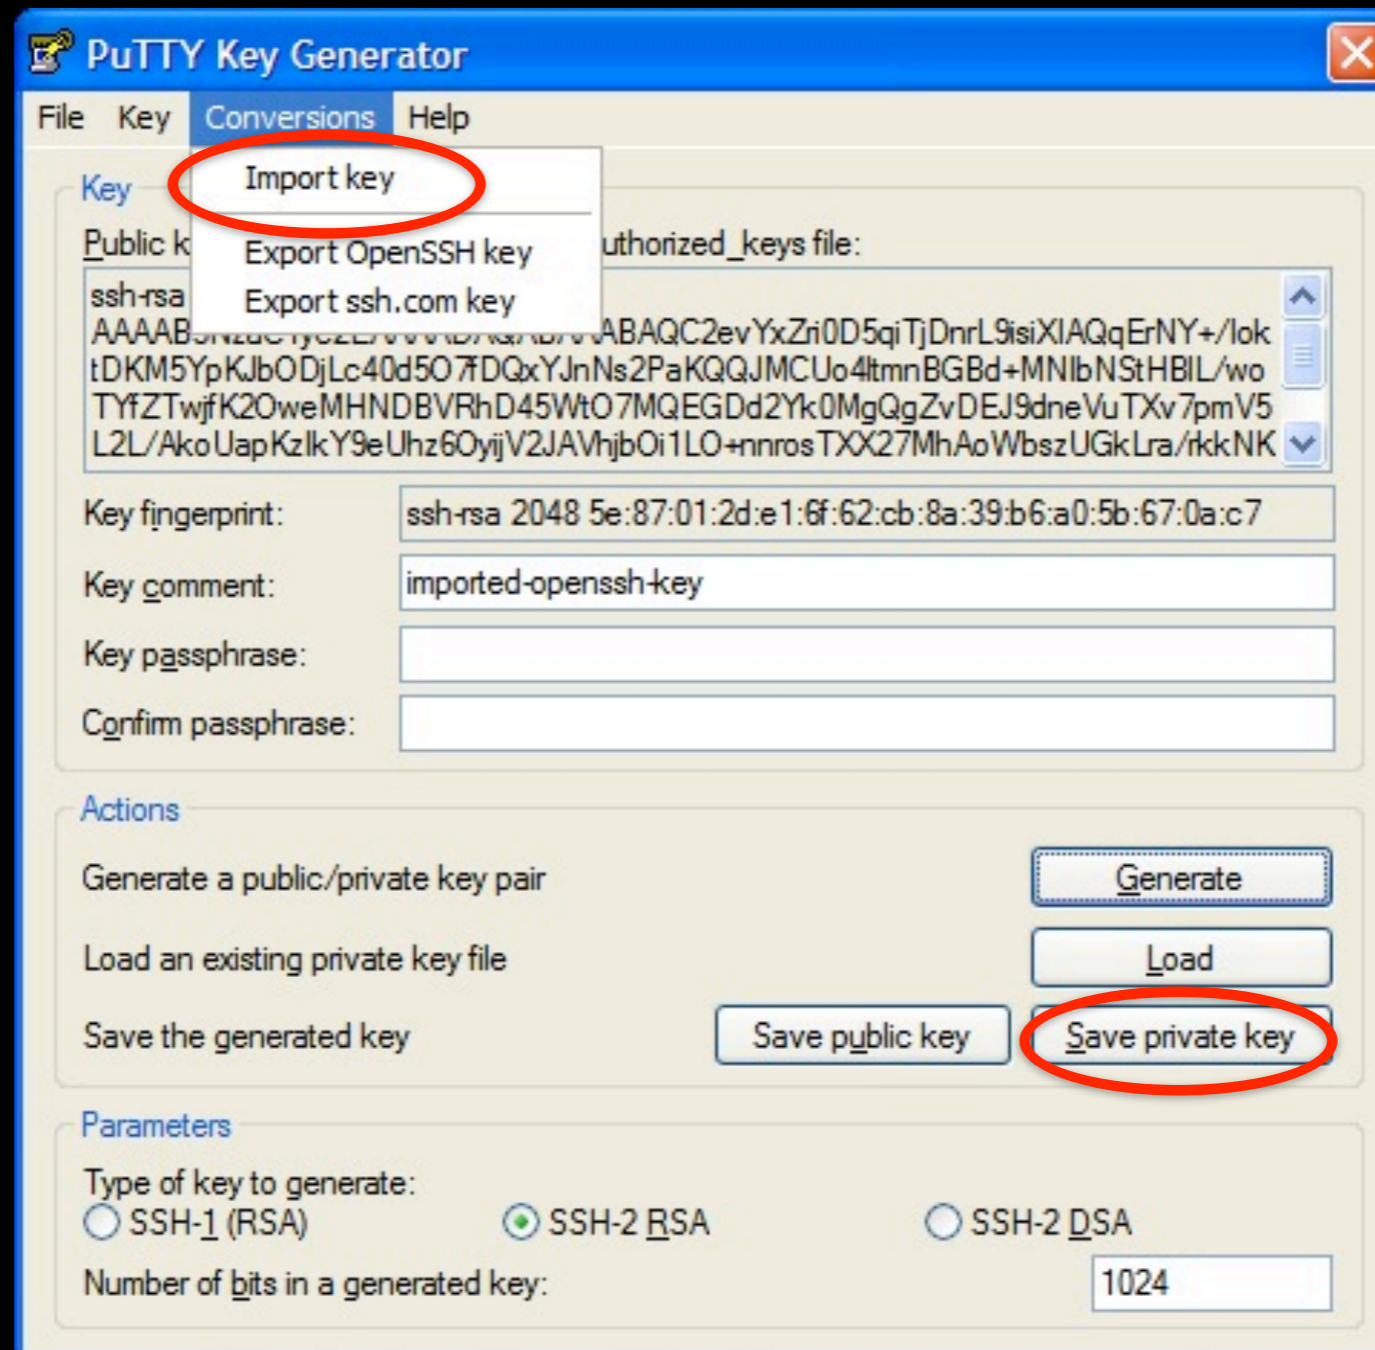 PuTTY Key Generator
File Key Conversions Help
Import key
Export OpenSSH key
Export ssh.com key
Key
Public k
uthorized_keys file:
ssh-rsa
ABAQC2evYxZri0D5qiTjDnrL9isiXIAQqErNY+/lok
tDKM5YpKJbODjLc40d5O7fDQxYJnNs2PaKQQJMCUo4ltmnBGBd+MNIbNStHBIL/wo
TYfZTwjfK2OweMHNDBVRhD45WtO7MQEGDd2Yk0MgQgZvDEJ9dneVuTXv7pmV5
L2L/AkoUapKzIkY9eUhz6OyijV2JAVhjbOi1LO+nnrosTXX27MhAoWbszUGkLra/rkkNK
Key fingerprint: ssh-rsa 2048 5e:87:01:2d:e1:6f:62:cb:8a:39:b6:a0:5b:67:0a:c7
Key comment: imported-openssh-key
Key passphrase:
Confirm passphrase:
Actions
Generate a public/private key pair Generate
Load an existing private key file Load
Save the generated key Save public key Save private key
Parameters
Type of key to generate:
SSH-1 (RSA) SSH-2 RSA SSH-2 DSA
Number of bits in a generated key: 1024